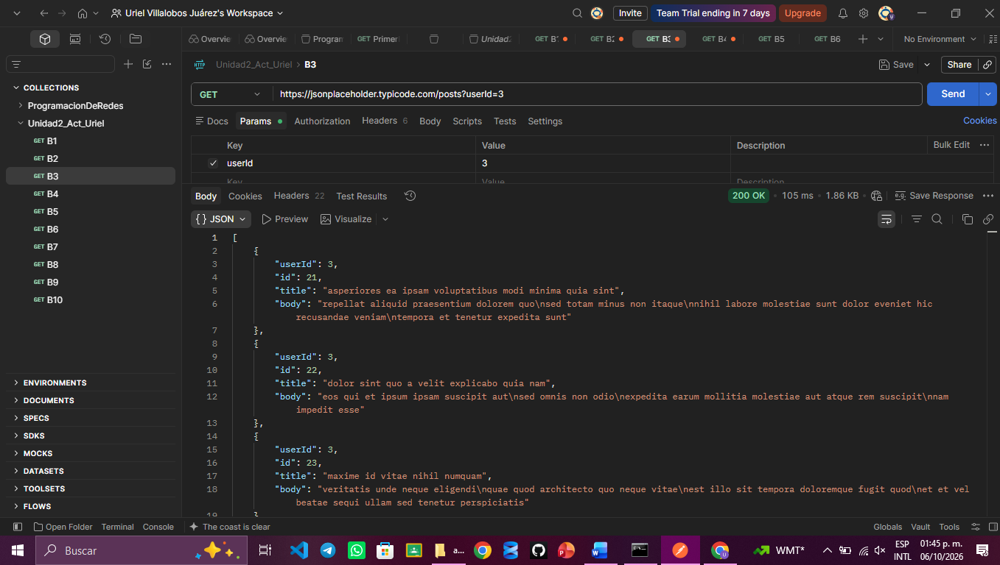 Uriel Villalobos Juárez's Workspace
Invite
Team Trial ending in 7 days
Upgrade
Overvie
Overvie
Program
GET Primer
Unidad2
GET B
GET B2
GET B3
GET B4
GET B5
GET B6
No Environment
HTTP
Unidad2_Act_Uriel > B3
Save
Share
COLLECTIONS
ProgramacionDeRedes
Unidad2_Act_Uriel
GET B1
GET B2
GET B3
GET B4
GET B5
GET B6
GET B7
GET B8
GET B9
GET B10
ENVIRONMENTS
DOCUMENTS
SPECS
SDKS
MOCKS
DATASETS
TOOLSETS
FLOWS
GET
https://jsonplaceholder.typicode.com/posts?userId=3
Send
Docs Params Authorization Headers 6 Body Scripts Tests Settings
Cookies
Key Value Description Bulk Edit
userId 3
Key Value Description
Body Cookies Headers 22 Test Results
200 OK • 105 ms • 1.86 KB • e.g. Save Response
{} JSON Preview Visualize
1 [
2 {
3 "userId": 3,
4 "id": 21,
5 "title": "asperiores ea ipsam voluptatibus modi minima quia sint",
6 "body": "repellat aliquid praesentium dolorem quo\nsed totam minus non itaque\nnihil labore molestiae sunt dolor eveniet hic
recusandae veniam\ntempora et tenetur expedita sunt"
7 },
8 {
9 "userId": 3,
10 "id": 22,
11 "title": "dolor sint quo a velit explicabo quia nam",
12 "body": "eos qui et ipsum ipsam suscipit aut\nsed omnis non odio\nexpedita earum mollitia molestiae aut atque rem suscipit\nnam
impedit esse"
13 },
14 {
15 "userId": 3,
16 "id": 23,
17 "title": "maxime id vitae nihil numquam",
18 "body": "veritatis unde neque eligendi\nquae quod architecto quo neque vitae\nest illo sit tempora doloremque fugit quod\net et vel
beatae sequi ullam sed tenetur perspiciatis"
19 }
Open Folder Terminal Console The coast is clear
Globals Vault Tools
Buscar
a...
WMT*
ESP
INTL
01:45 p. m.
06/10/2026